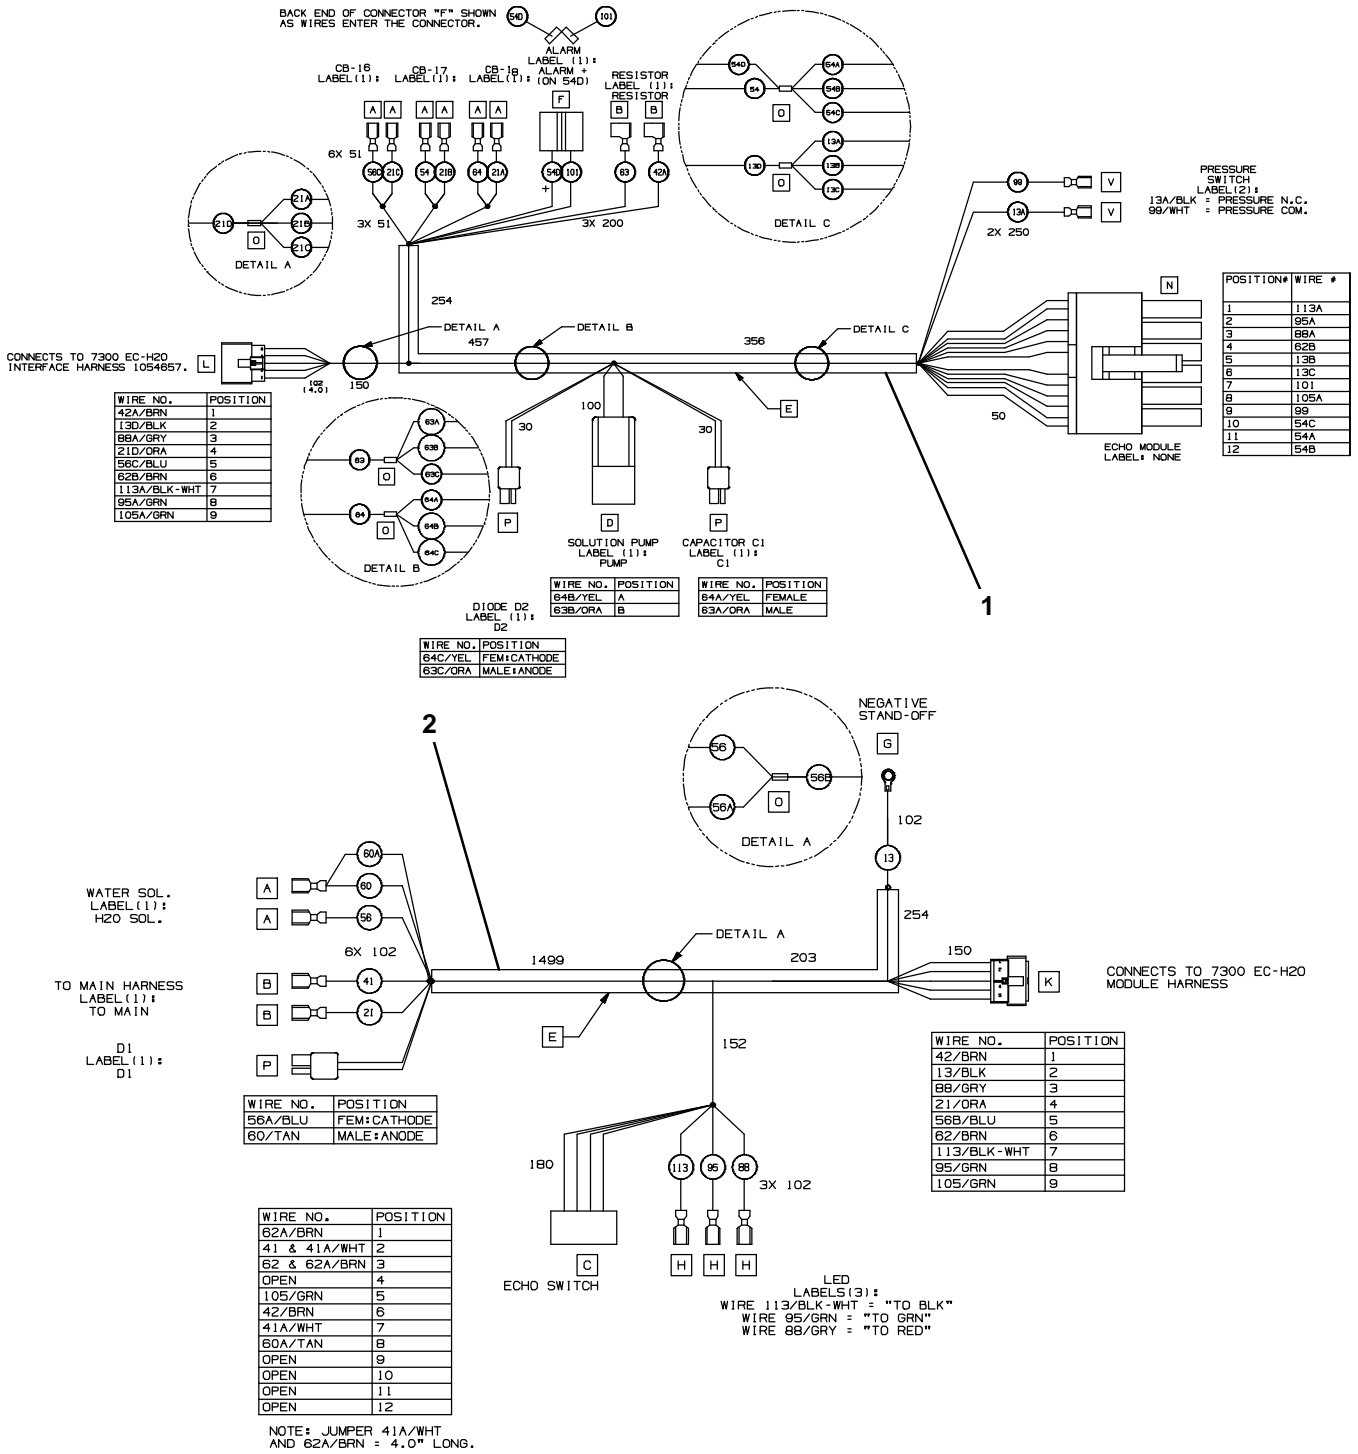 BACK END OF CONNECTOR "F" SHOWN
AS WIRES ENTER THE CONNECTOR.
54D
101
ALARM
LABEL (1):
ALARM +
(ON 54D)
CB-16
LABEL(1):
CB-17
LABEL(1):
CB-18
LABEL(1):
RESISTOR
LABEL (1):
RESISTOR
F
A
A
A
A
A
A
B
B
6X 51
56C
21C
54
21B
64
21A
54D
101
63
42A
+
3X 51
3X 200
21A
21D
21B
21C
O
DETAIL A
54D
54A
54
54B
54C
O
13A
13D
13B
13C
O
DETAIL C
99
V
13A
V
2X 250
PRESSURE
SWITCH
LABEL(2):
13A/BLK = PRESSURE N.C.
99/WHT = PRESSURE COM.
254
DETAIL A
457
DETAIL B
356
DETAIL C
N
POSITION# WIRE #
1 113A
2 95A
3 88A
4 62B
5 13B
6 13C
7 101
8 105A
9 99
10 54C
11 54A
12 54B
CONNECTS TO 7300 EC-H2O
INTERFACE HARNESS 1054657.
L
102
(4.0)
150
WIRE NO. POSITION
42A/BRN 1
13D/BLK 2
88A/GRY 3
21D/ORA 4
56C/BLU 5
62B/BRN 6
113A/BLK-WHT 7
95A/GRN 8
105A/GRN 9
63A
63
63B
63C
O
64A
64
64B
64C
O
DETAIL B
100
30
30
E
50
ECHO MODULE
LABEL: NONE
P
D
P
SOLUTION PUMP
LABEL (1):
PUMP
CAPACITOR C1
LABEL (1):
C1
WIRE NO. POSITION
64B/YEL A
63B/ORA B
WIRE NO. POSITION
64A/YEL FEMALE
63A/ORA MALE
1
DIODE D2
LABEL (1):
D2
WIRE NO. POSITION
64C/YEL FEM:CATHODE
63C/ORA MALE:ANODE
2
56
56B
56A
O
DETAIL A
NEGATIVE
STAND-OFF
G
102
13
254
WATER SOL.
LABEL(1):
H2O SOL.
60A
A
60
A
56
6X 102
TO MAIN HARNESS
LABEL(1):
TO MAIN
B
41
B
21
D1
LABEL(1):
D1
P
1499
DETAIL A
203
150
E
K
CONNECTS TO 7300 EC-H2O
MODULE HARNESS
152
WIRE NO. POSITION
56A/BLU FEM:CATHODE
60/TAN MALE:ANODE
WIRE NO. POSITION
42/BRN 1
13/BLK 2
88/GRY 3
21/ORA 4
56B/BLU 5
62/BRN 6
113/BLK-WHT 7
95/GRN 8
105/GRN 9
180
113
95
88
3X 102
C
H
H
H
ECHO SWITCH
LED
LABELS(3):
WIRE 113/BLK-WHT = "TO BLK"
WIRE 95/GRN = "TO GRN"
WIRE 88/GRY = "TO RED"
WIRE NO. POSITION
62A/BRN 1
41 & 41A/WHT 2
62 & 62A/BRN 3
OPEN 4
105/GRN 5
42/BRN 6
41A/WHT 7
60A/TAN 8
OPEN 9
OPEN 10
OPEN 11
OPEN 12
NOTE: JUMPER 41A/WHT
AND 62A/BRN = 4.0" LONG.